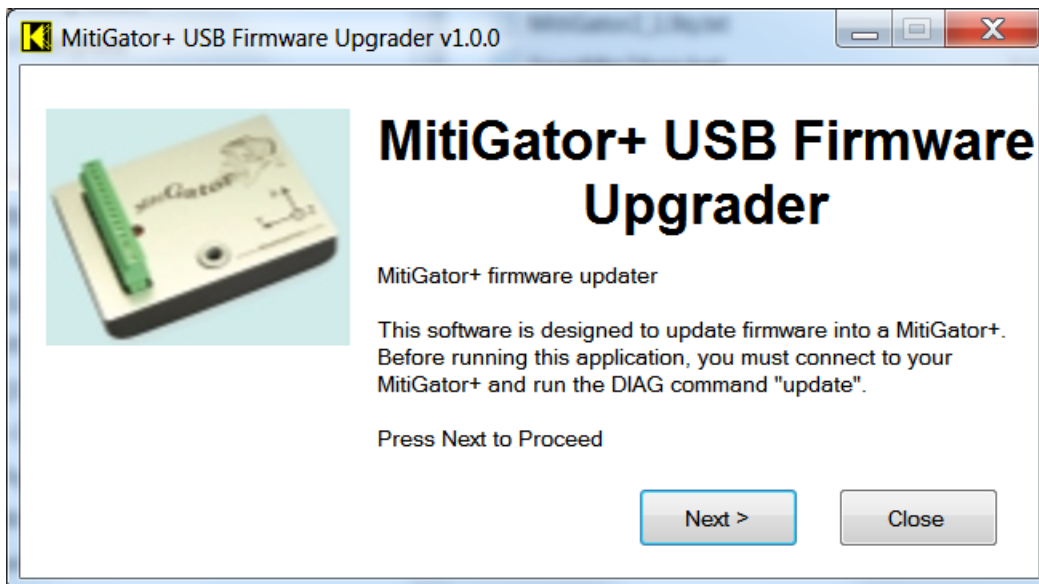 MitiGator+ USB Firmware Upgrader v1.0.0
MitiGator
MitiGator+ USB Firmware
Upgrader
MitiGator+ firmware updater
This software is designed to update firmware into a MitiGator+.
Before running this application, you must connect to your
MitiGator+ and run the DIAG command "update".
Press Next to Proceed
Next >
Close